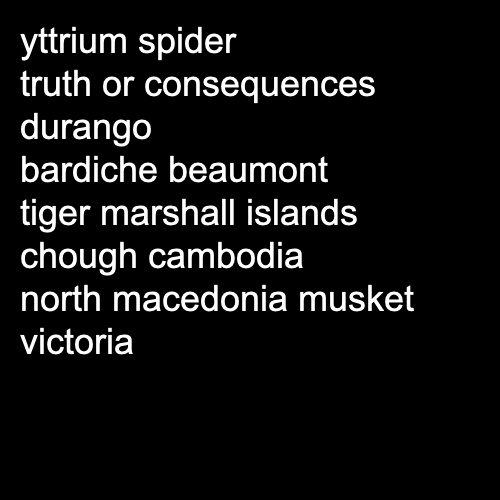 yttrium spider
truth or consequences
durango
bardiche beaumont
tiger marshall islands
chough cambodia
north macedonia musket
victoria